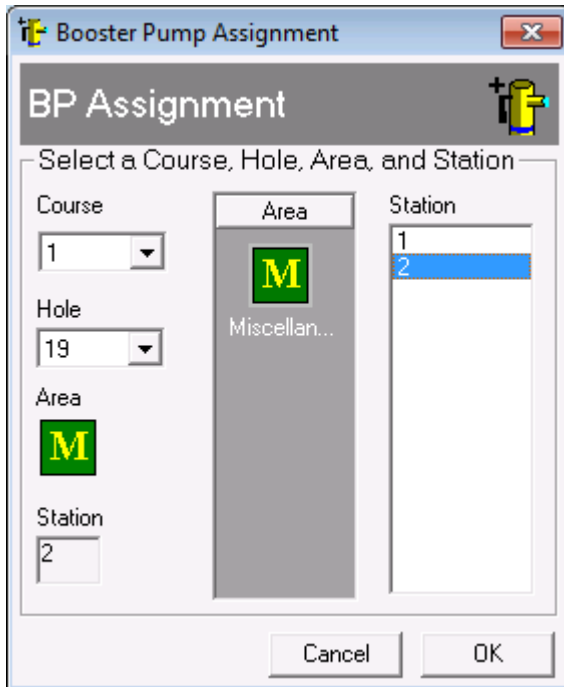 Booster Pump Assignment
BP Assignment
Select a Course, Hole, Area, and Station
Course
1
Hole
19
Area
M
Station
2
Area
M
Miscellan...
Station
1
2
Cancel
OK